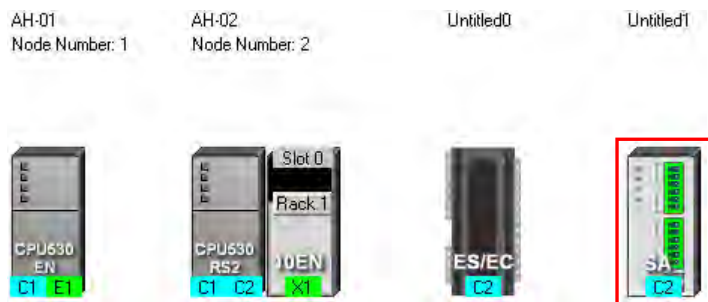 AH-01
Node Number: 1
AH-02
Node Number: 2
Untitled0
Untitled1
CPU530
EN
C1 E1
CPU530
RS2
C1 C2
Slot 0
Rack 1
10EN
X1
ES/EC
C2
SA
C2